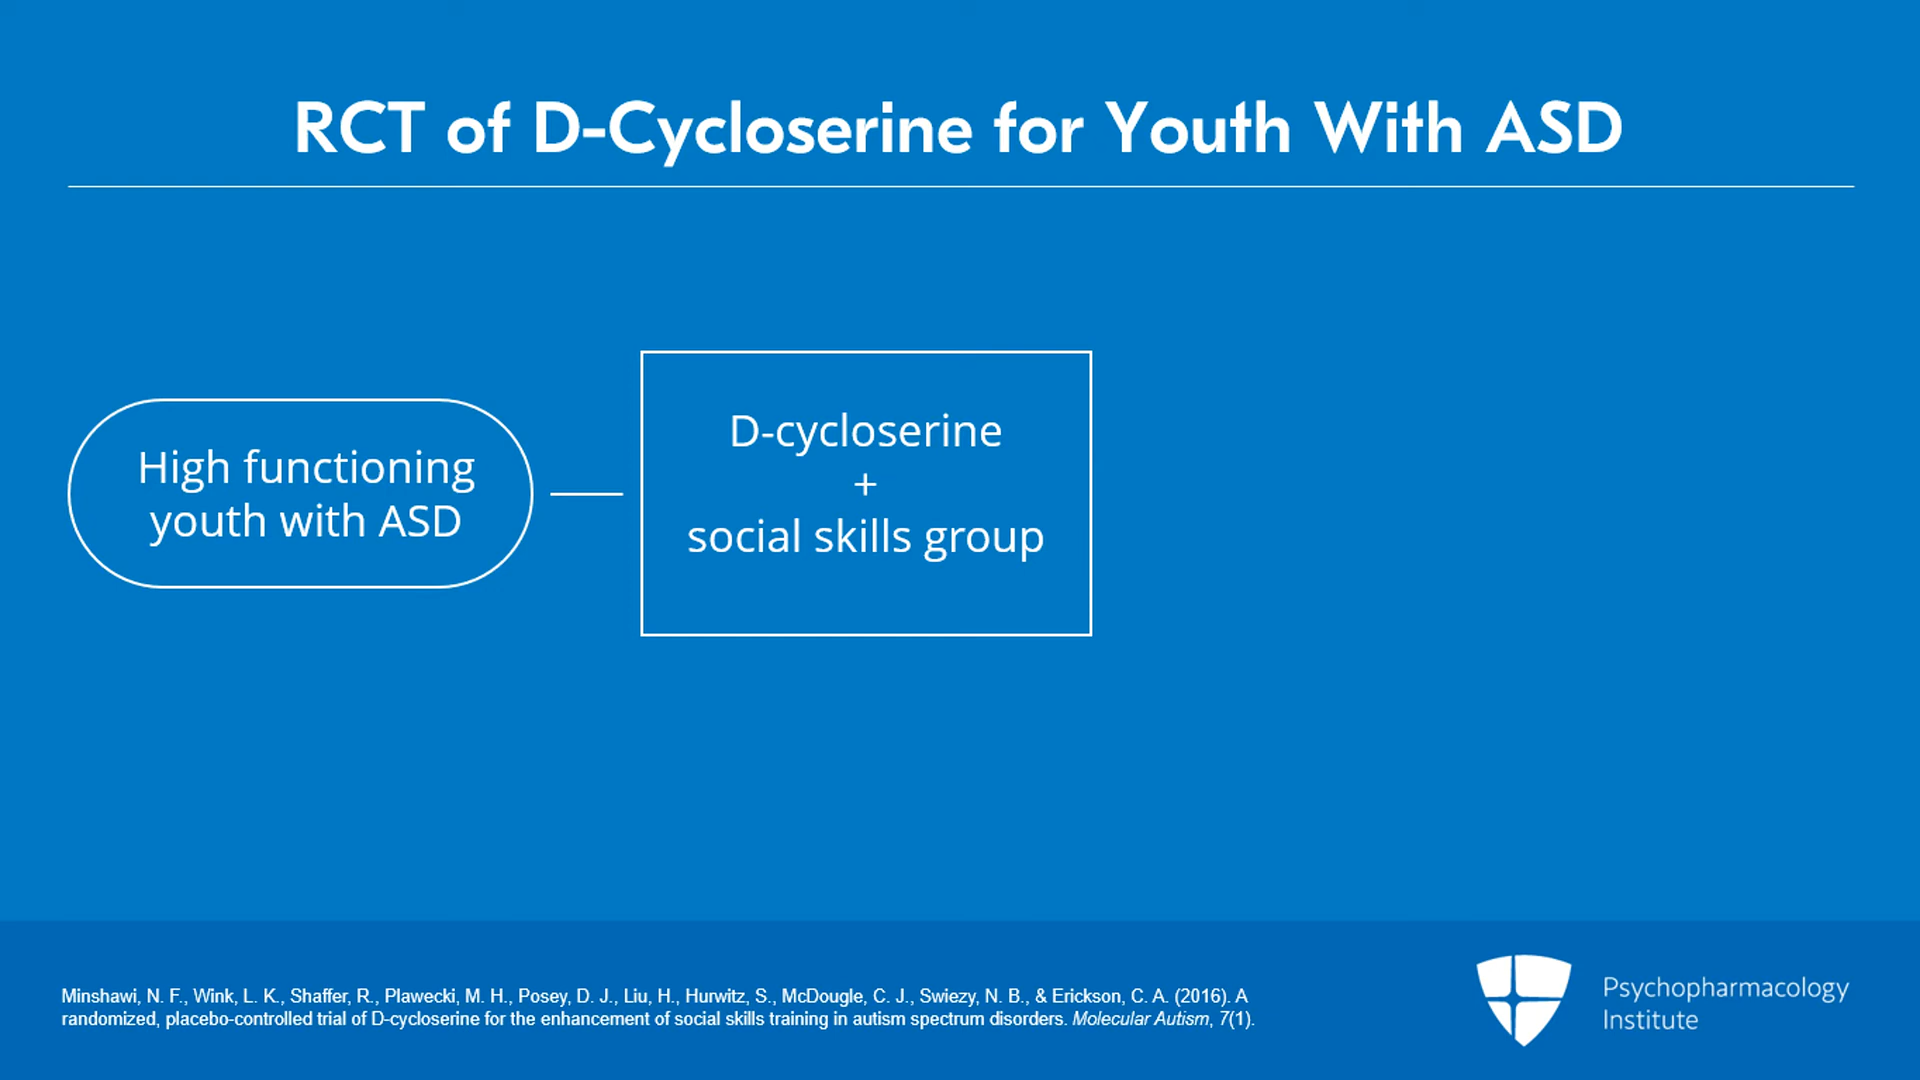 RCT of D-Cycloserine for Youth With ASD
High functioning
youth with ASD
D-cycloserine
+
social skills group
Minshawi, N. F., Wink, L. K., Shaffer, R., Plawecki, M. H., Posey, D. J., Liu, H., Hurwitz, S., McDougle, C. J., Swiezy, N. B., & Erickson, C. A. (2016). A
randomized, placebo-controlled trial of D-cycloserine for the enhancement of social skills training in autism spectrum disorders. Molecular Autism, 7(1).
Psychopharmacology
Institute